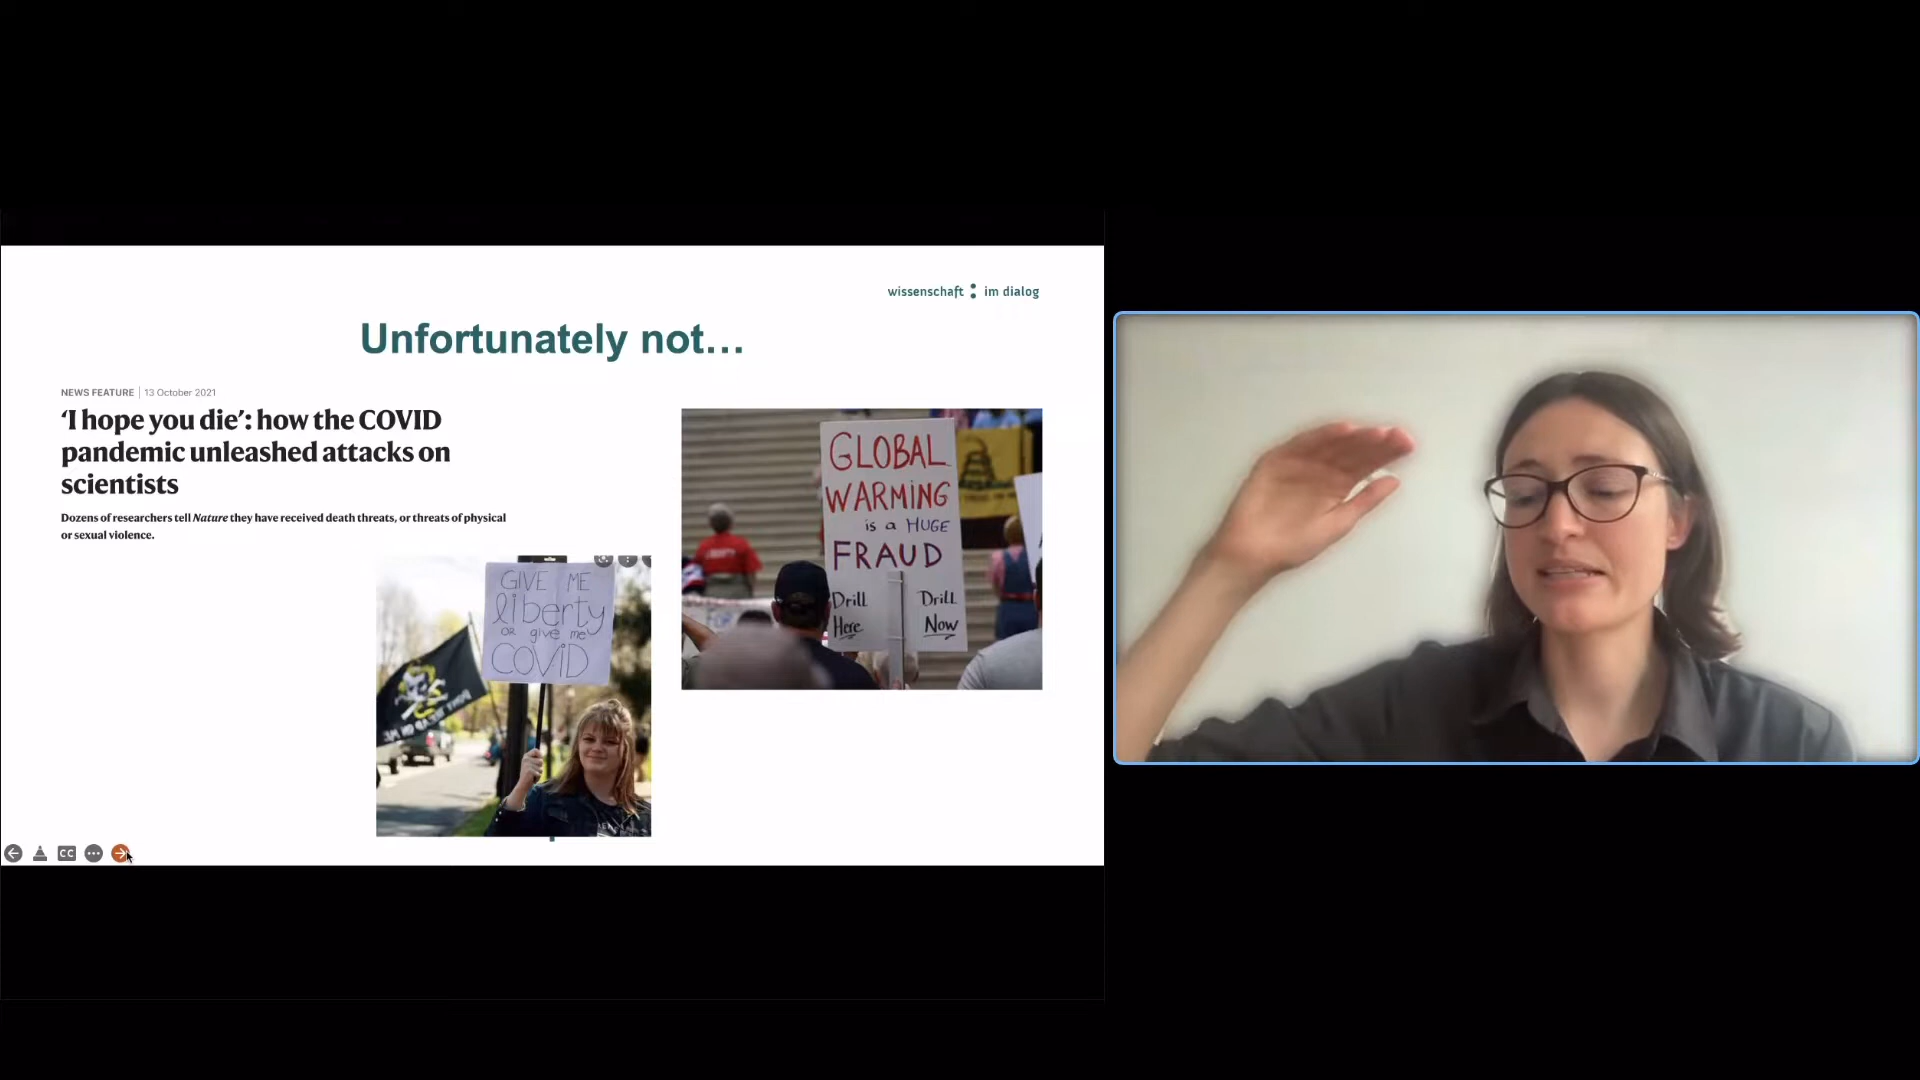 wissenschaft : im dialog
Unfortunately not...
NEWS FEATURE | 13 October 2021
‘I hope you die’: how the COVID
pandemic unleashed attacks on
scientists
Dozens of researchers tell Nature they have received death threats, or threats of physical
or sexual violence.
GIVE ME
liberty
OR give me
COVID
GLOBAL
WARMING
is a HUGE
FRAUD
Drill Drill
Here Now
CC